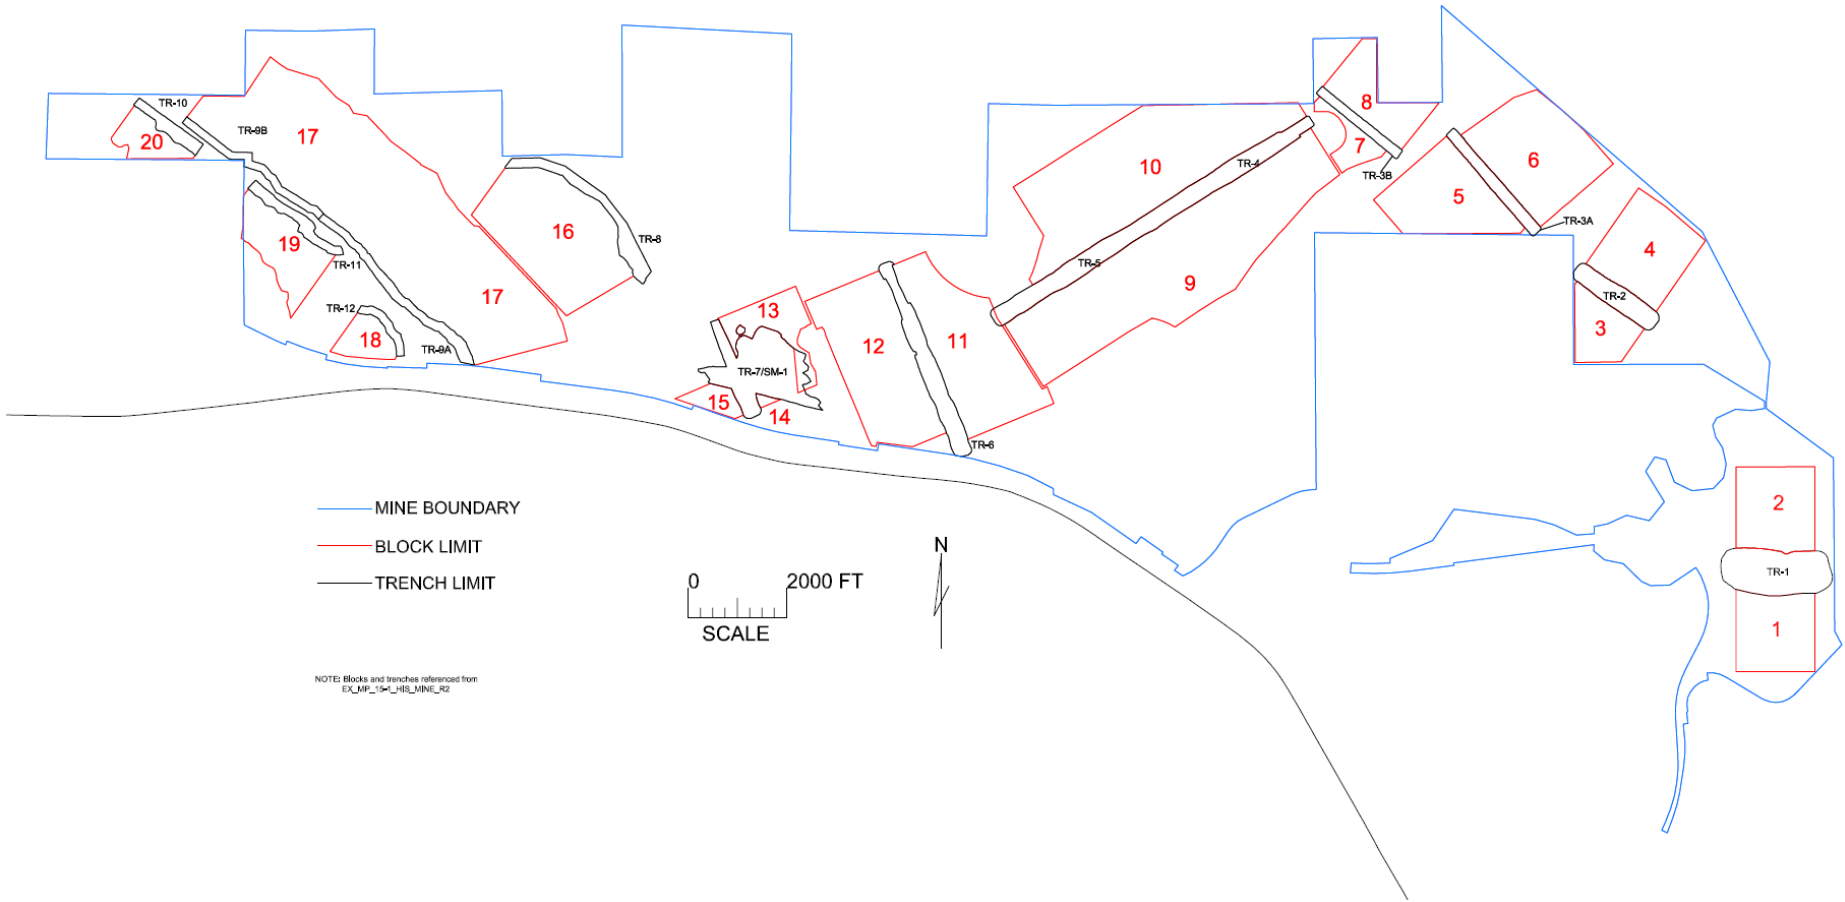 8
TR-10
20
TR-9B
17
10
TR-4
7
TR-3B
6
5
TR-3A
16
TR-8
19
TR-11
TR-5
9
4
TR-2
3
17
TR-12
18
TR-9A
13
12
11
TR-7/SM-1
15
14
TR-6
2
TR-1
1
MINE BOUNDARY
BLOCK LIMIT
TRENCH LIMIT
0 2000 FT
SCALE
N
NOTE: Blocks and trenches referenced from
EX_MP_15-1_HIS_MINE_R2